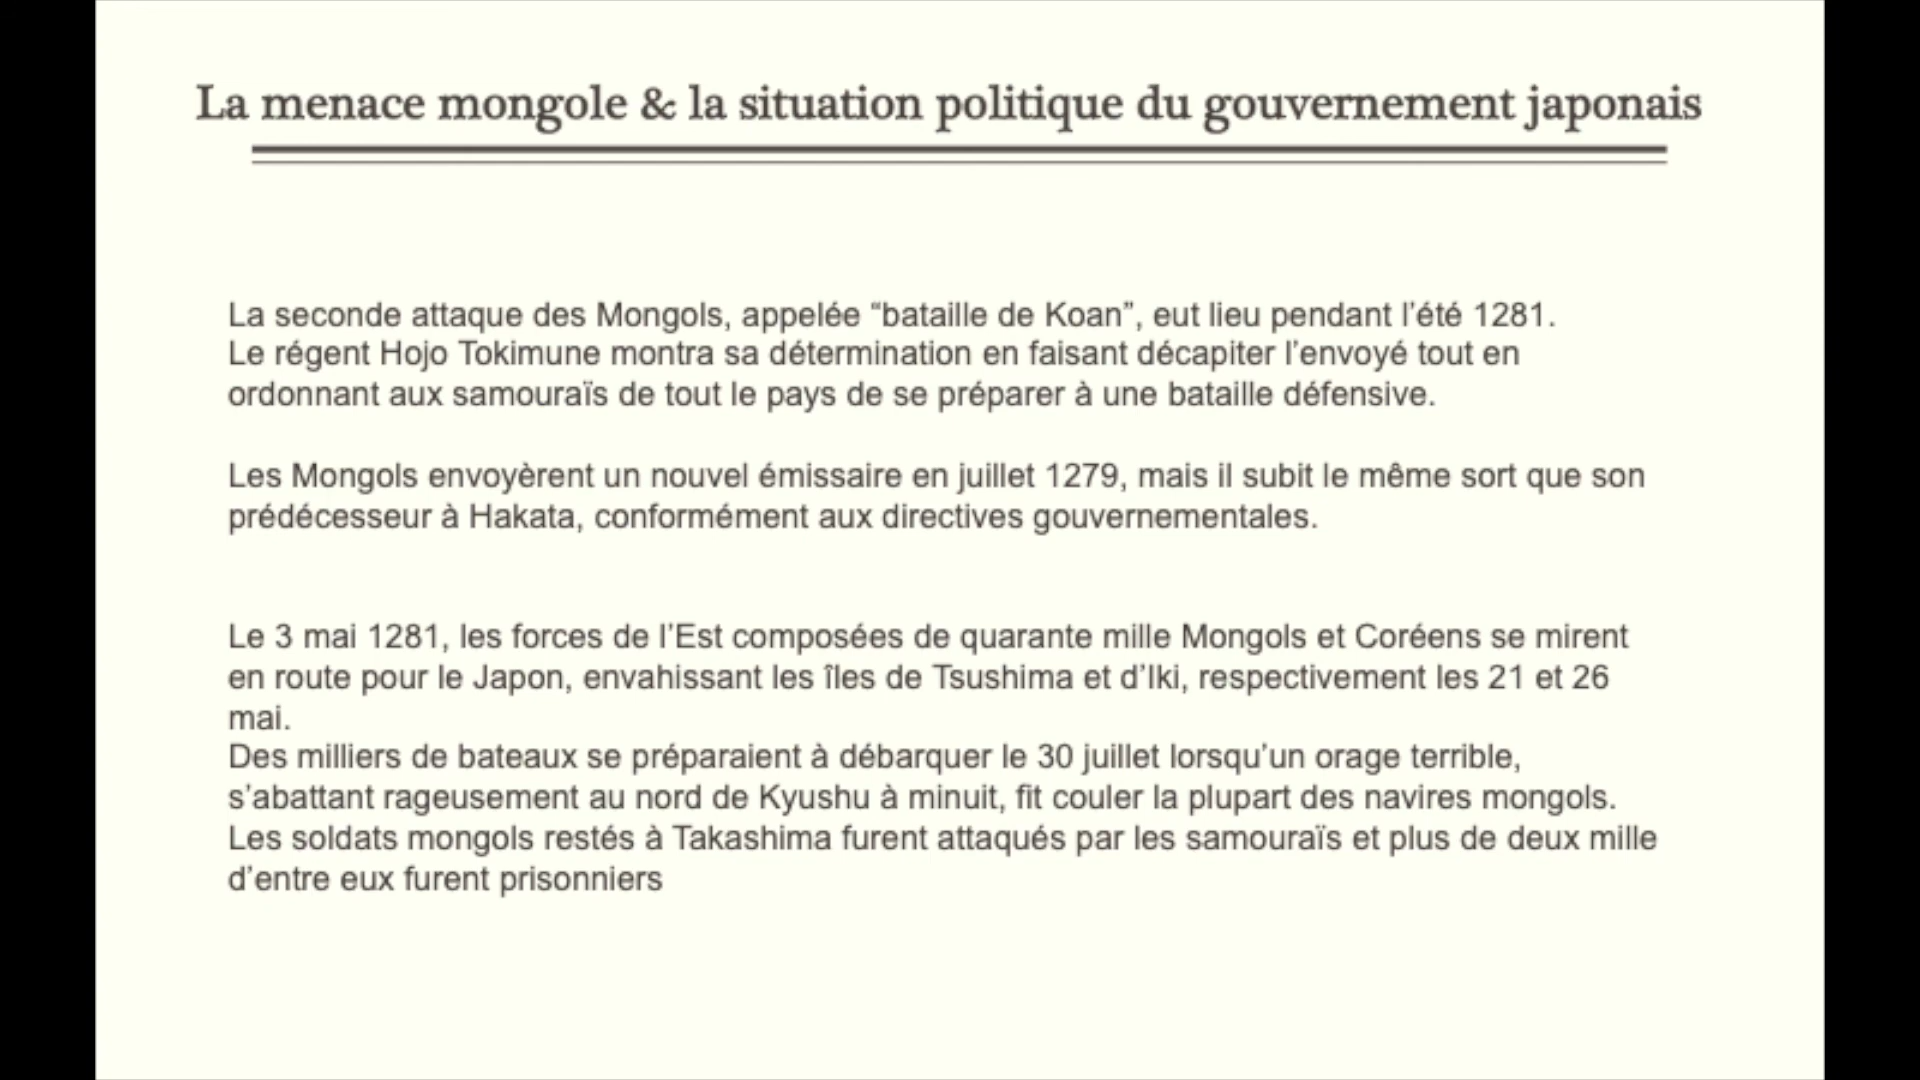 La menace mongole & la situation politique du gouvernement japonais
La seconde attaque des Mongols, appelée “bataille de Koan”, eut lieu pendant l’été 1281.
Le régent Hojo Tokimune montra sa détermination en faisant décapiter l’envoyé tout en
ordonnant aux samouraïs de tout le pays de se préparer à une bataille défensive.
Les Mongols envoyèrent un nouvel émissaire en juillet 1279, mais il subit le même sort que son
prédécesseur à Hakata, conformément aux directives gouvernementales.
Le 3 mai 1281, les forces de l’Est composées de quarante mille Mongols et Coréens se mirent
en route pour le Japon, envahissant les îles de Tsushima et d’Iki, respectivement les 21 et 26
mai.
Des milliers de bateaux se préparaient à débarquer le 30 juillet lorsqu’un orage terrible,
s’abattant rageusement au nord de Kyushu à minuit, fit couler la plupart des navires mongols.
Les soldats mongols restés à Takashima furent attaqués par les samouraïs et plus de deux mille
d’entre eux furent prisonniers